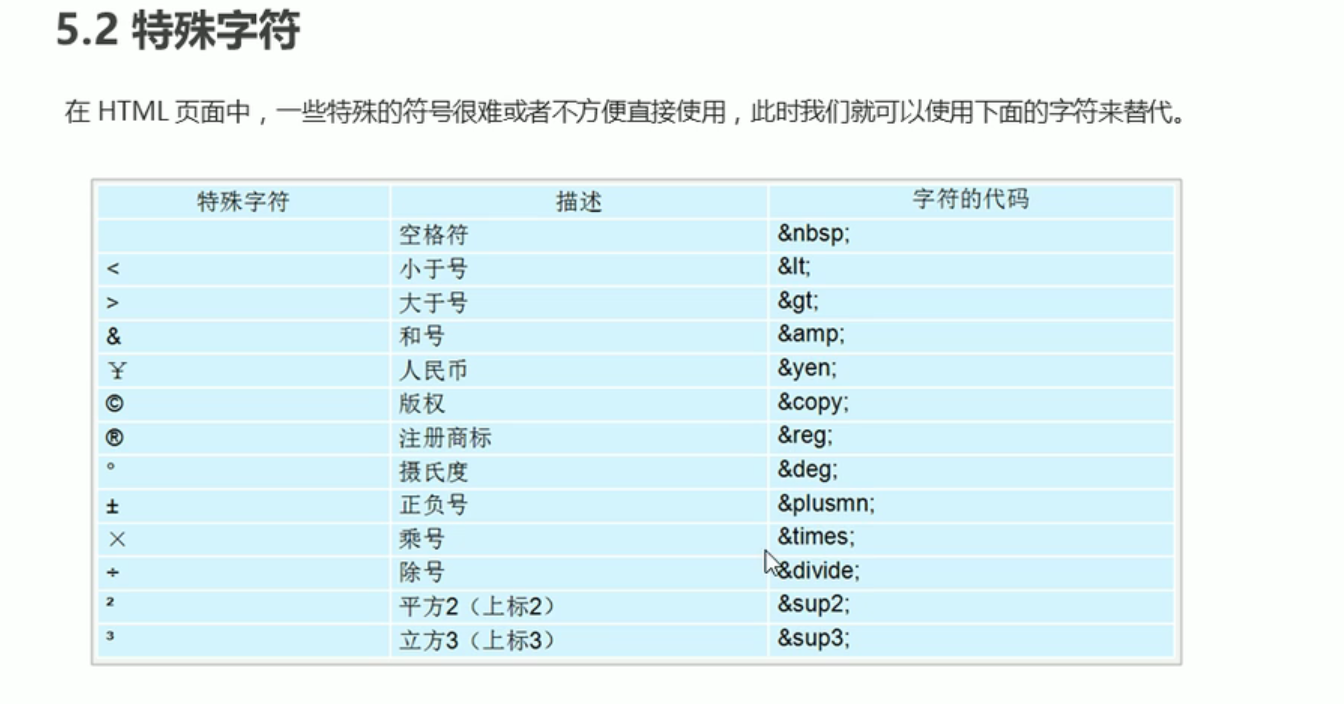 5.2 特殊字符
在 HTML 页面中，一些特殊的符号很难或者不方便直接使用，此时我们就可以使用下面的字符来替代。
特殊字符 描述 字符的代码
空格符 &nbsp;
< 小于号 &lt;
> 大于号 &gt;
& 和号 &amp;
¥ 人民币 &yen;
© 版权 &copy;
® 注册商标 &reg;
° 摄氏度 &deg;
± 正负号 &plusmn;
× 乘号 &times;
÷ 除号 &divide;
² 平方2（上标2） &sup2;
³ 立方3（上标3） &sup3;